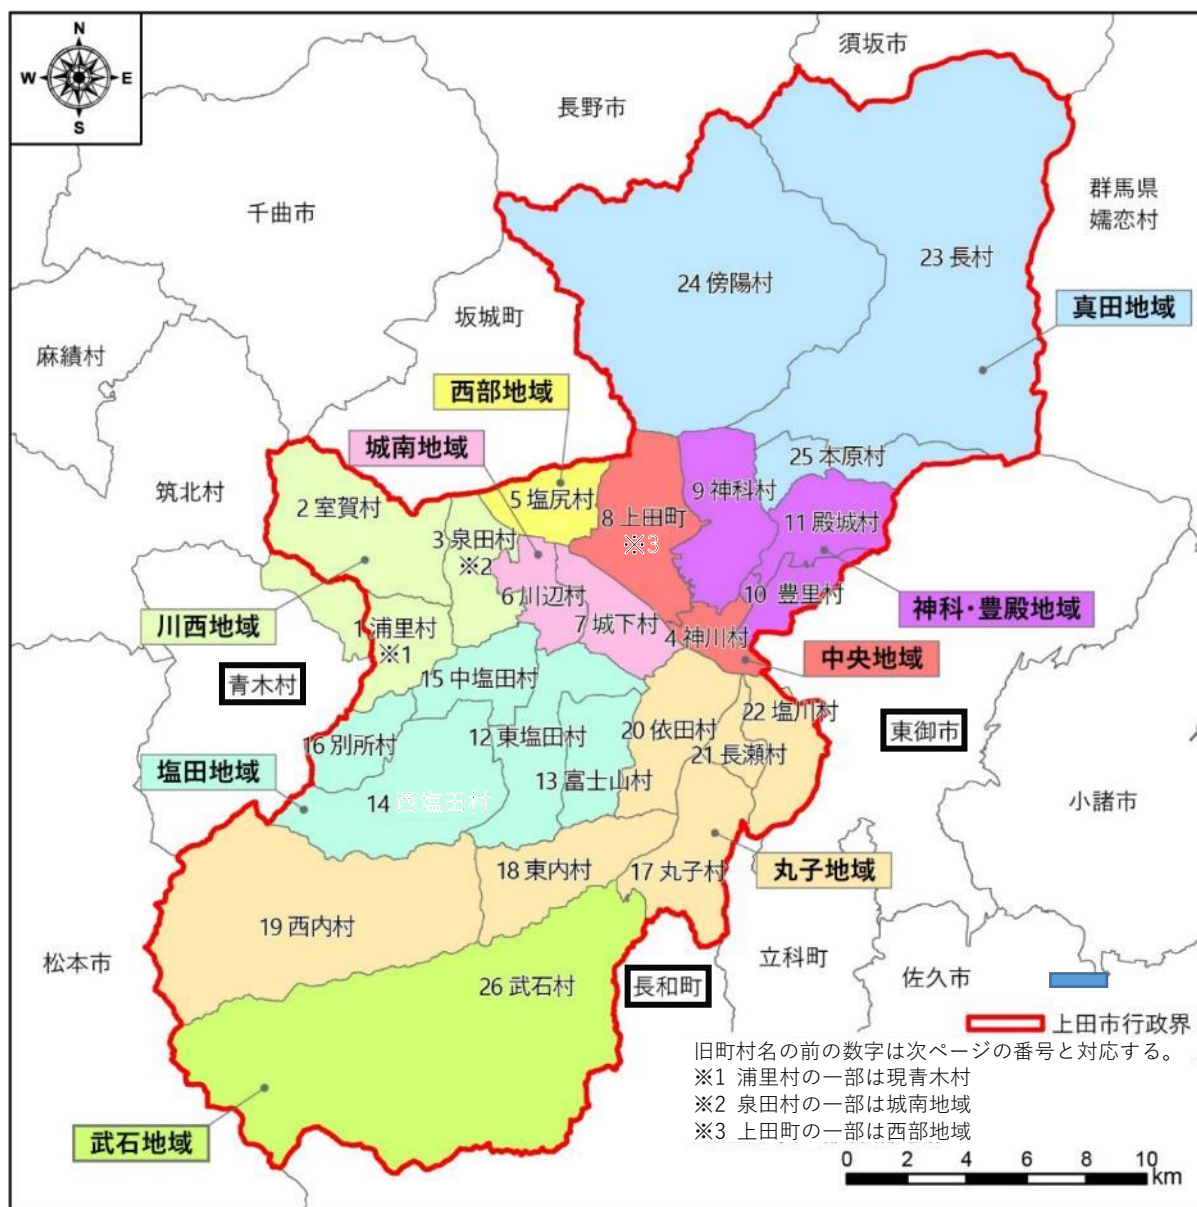 N
W E
S
須坂市
長野市
群馬県
嬬恋村
千曲市
23 長村
24 傍陽村
真田地域
坂城町
麻績村
西部地域
城南地域
25 本原村
筑北村
2 室賀村
5 塩尻村
9 神科村
8 上田町
※3
11 殿城村
3 泉田村
※2
6 川辺村
10 豊里村
神科・豊殿地域
川西地域
1 浦里村
※1
7 城下村
4 神川村
中央地域
青木村
15 中塩田村
22 塩川村
20 依田村
東御市
16 別所村
12 東塩田村
21 長瀬村
塩田地域
13 富士山村
14 西塩田村
小諸市
18 東内村
17 丸子村
丸子地域
19 西内村
松本市
立科町
佐久市
26 武石村
長和町
上田市行政界
旧町村名の前の数字は次ページの番号と対応する。
※1 浦里村の一部は現青木村
※2 泉田村の一部は城南地域
※3 上田町の一部は西部地域
武石地域
0 2 4 6 8 10
km